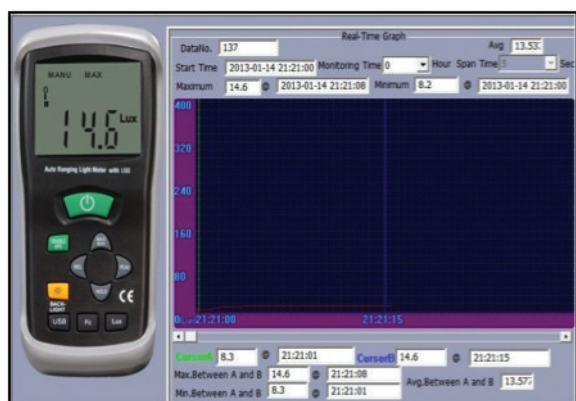 MANU MAX
14.6 Lux
Auto Ranging Light Meter with USB
HOLD
BACK-
LIGHT
USB Fc Lux
CE
Real-Time Graph
DataNo. 137 Avg 13.53
Start Time 2013-01-14 21:21:00 Monitoring Time 0 Hour Span Time 5 Sec
Maximum 14.6 @ 2013-01-14 21:21:08 Minimum 8.2 @ 2013-01-14 21:21:00
400
320
240
160
80
21:21:00 21:21:15
CursorA 8.3 @ 21:21:01 CursorB 14.6 @ 21:21:15
Max.Between A and B 14.6 @ 21:21:08
Min.Between A and B 8.3 @ 21:21:01 Avg.Between A and B 13.57